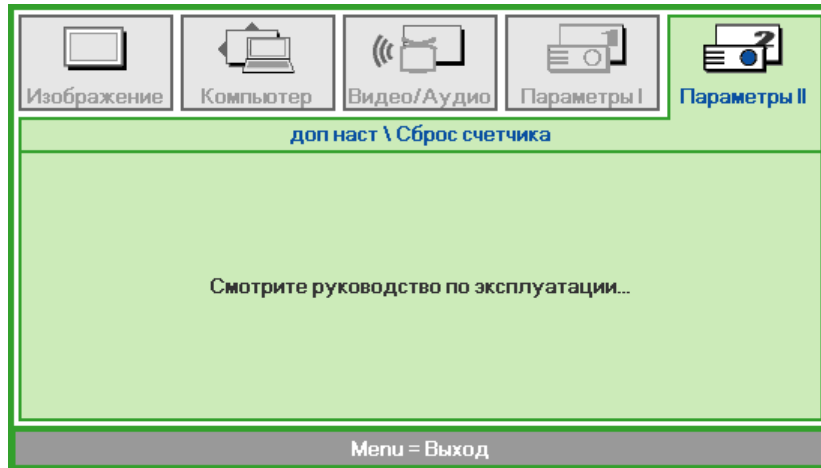 Изображение
Компьютер
Видео/Аудио
Параметры I
Параметры II
доп наст \ Сброс счетчика
Смотрите руководство по эксплуатации...
Menu = Выход